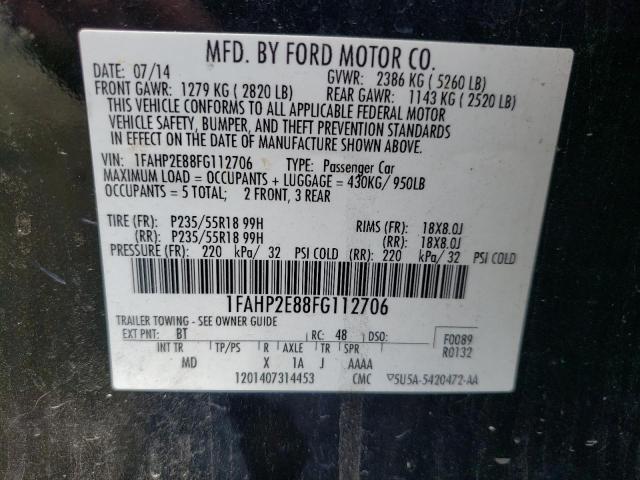 MFD. BY FORD MOTOR CO.
DATE: 07/14 GVWR: 2386 KG ( 5260 LB)
FRONT GAWR: 1279 KG ( 2820 LB) REAR GAWR: 1143 KG ( 2520 LB)
THIS VEHICLE CONFORMS TO ALL APPLICABLE FEDERAL MOTOR
VEHICLE SAFETY, BUMPER, AND THEFT PREVENTION STANDARDS
IN EFFECT ON THE DATE OF MANUFACTURE SHOWN ABOVE.
VIN: 1FAHP2E88FG112706 TYPE: Passenger Car
MAXIMUM LOAD = OCCUPANTS + LUGGAGE = 430KG/ 950LB
OCCUPANTS = 5 TOTAL; 2 FRONT, 3 REAR
TIRE (FR): P235/55R18 99H RIMS (FR): 18X8.0J
(RR): P235/55R18 99H (RR): 18X8.0J
PRESSURE (FR): 220 kPa/ 32 PSI COLD (RR): 220 kPa/ 32 PSI COLD
1FAHP2E88FG112706
TRAILER TOWING - SEE OWNER GUIDE
EXT PNT: BT RC: 48 DSO: F0089
R0132
INT TR TP/PS R AXLE TR SPR
MD X 1A J AAAA
1201407314453 CMC ▽5U5A-5420472-AA